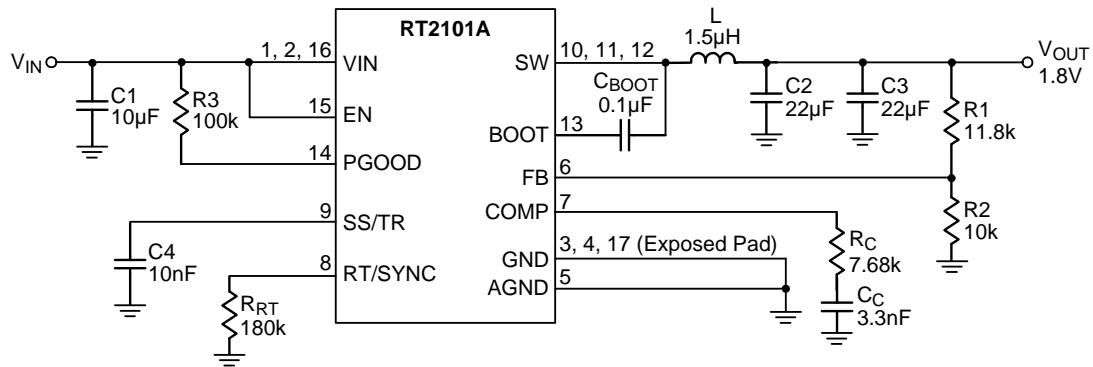 RT2101A
VIN
C1
10µF
R3
100k
1, 2, 16
VIN
15
EN
14
PGOOD
9
SS/TR
C4
10nF
8
RT/SYNC
RRT
180k
SW
10, 11, 12
L
1.5µH
CBOOT
0.1µF
BOOT
13
C2
22µF
C3
22µF
VOUT
1.8V
R1
11.8k
FB
6
R2
10k
COMP
7
RC
7.68k
CC
3.3nF
GND
3, 4, 17 (Exposed Pad)
AGND
5